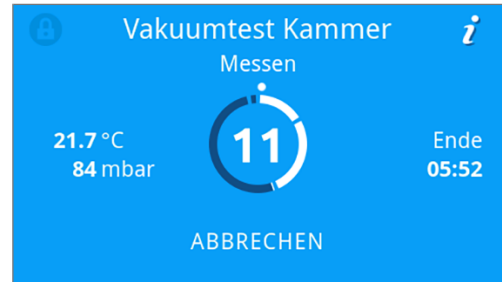 Vakuumtest Kammer
i
Messen
21.7 °C
84 mbar
11
Ende
05:52
ABBRECHEN